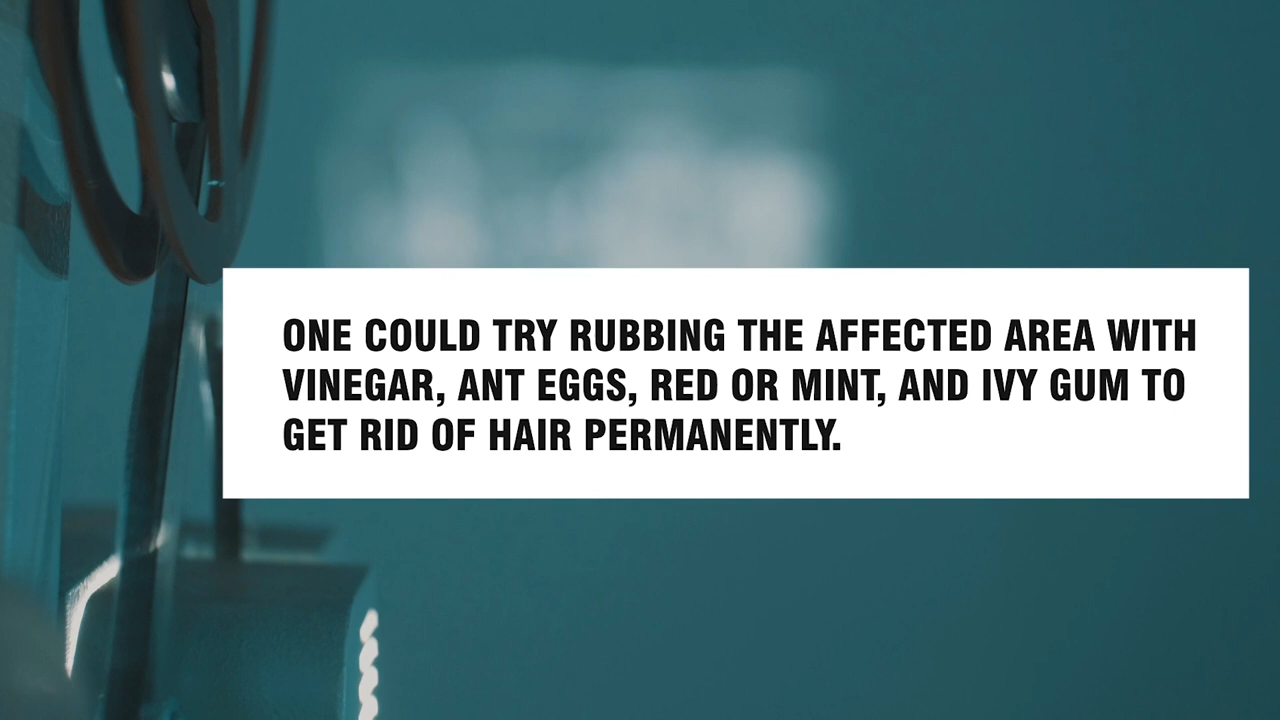 ONE COULD TRY RUBBING THE AFFECTED AREA WITH
VINEGAR, ANT EGGS, RED OR MINT, AND IVY GUM TO
GET RID OF HAIR PERMANENTLY.